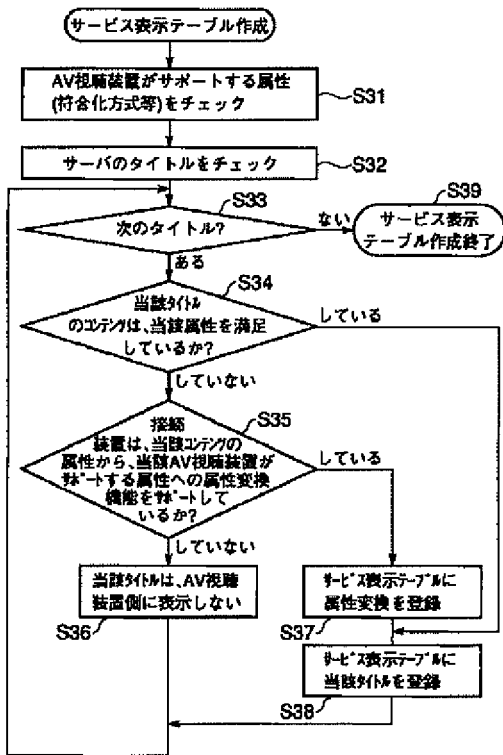 サービス表示テーブル作成
AV視聴装置がサポートする属性
(符合化方式等)をチェック
S31
サーバのタイトルをチェック
S32
S33
次のタイトル?
ない
S39
サービス表示
テーブル作成終了
ある
S34
当該タイトル
のコンテンツは、当該属性を満足
しているか?
している
していない
S35
接続
装置は、当該コンテンツの
属性から、当該AV視聴装置が
サポートする属性への属性変換
機能をサポートして
いるか?
している
していない
当該タイトルは、AV視聴
装置側に表示しない
S36
サービス表示テーブルに
属性変換を登録
S37
サービス表示テーブルに
当該タイトルを登録
S38